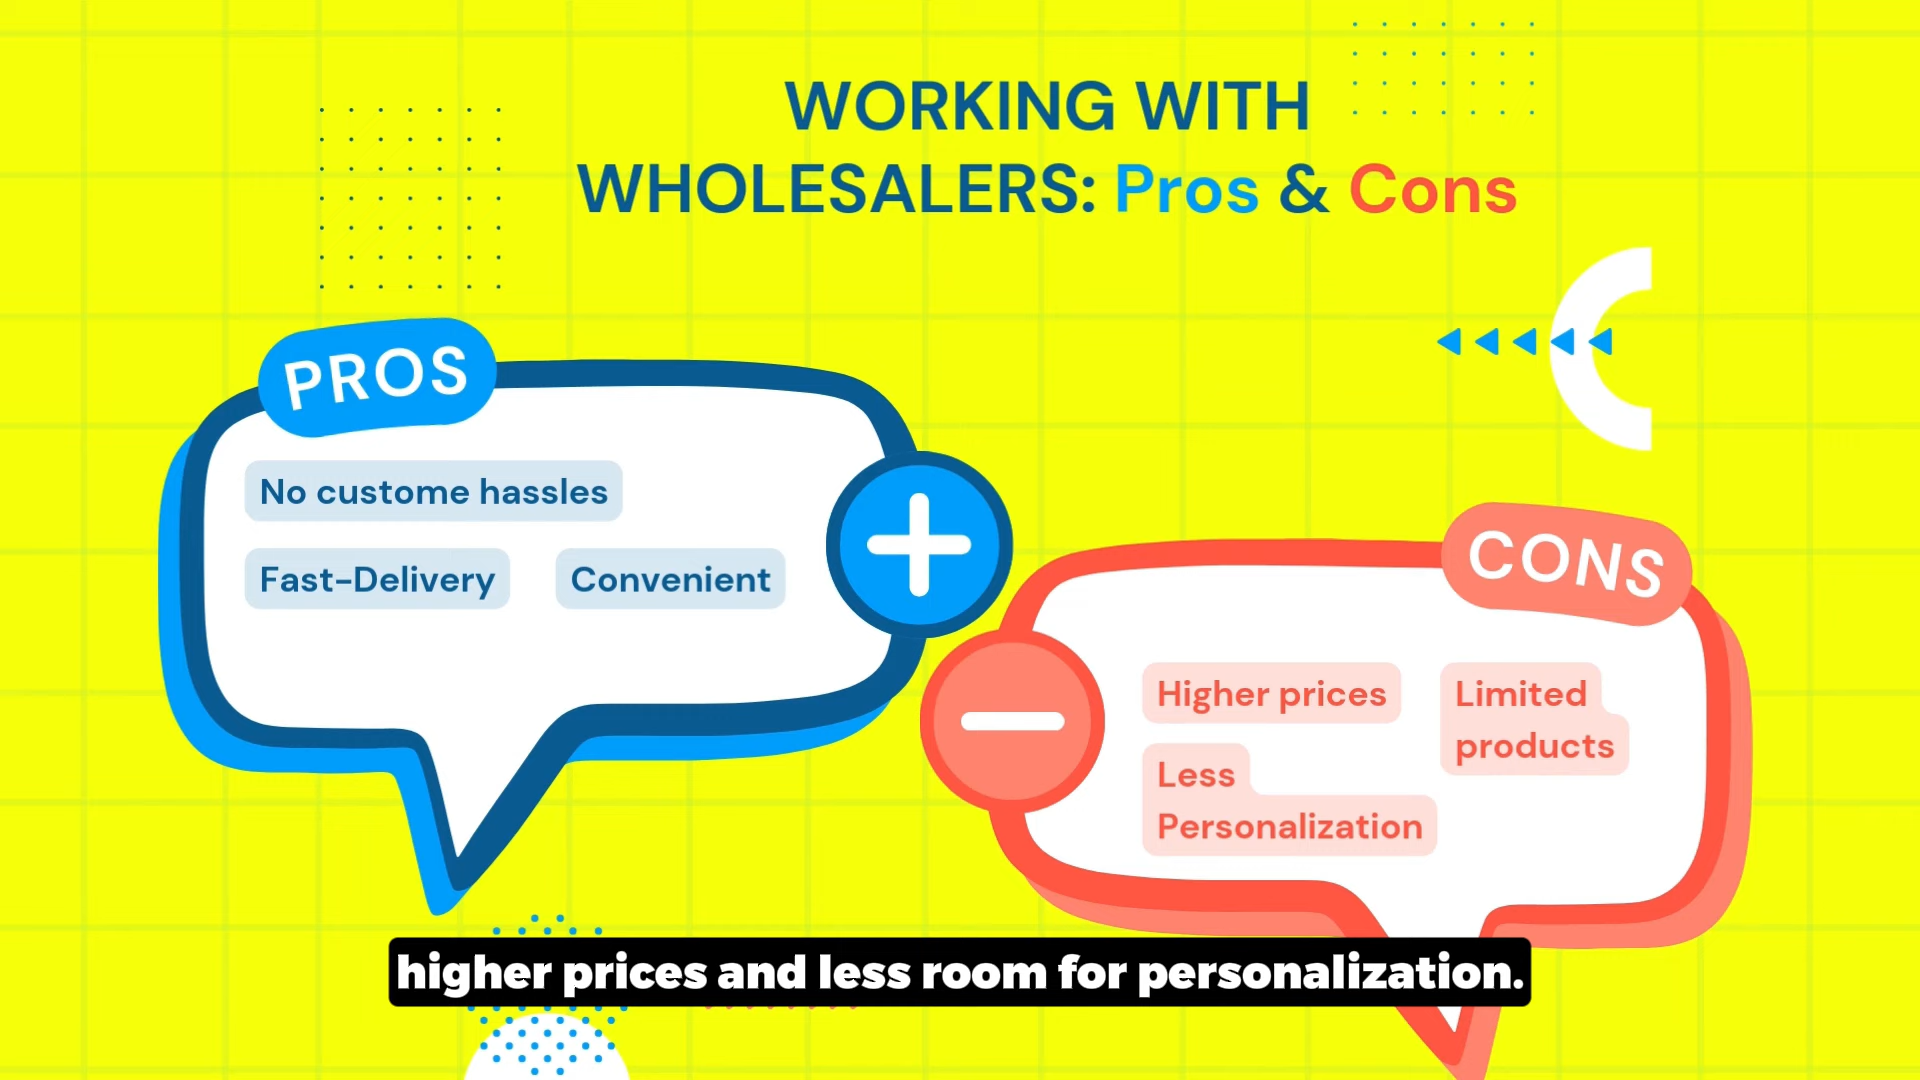 WORKING WITH
WHOLESALERS: Pros & Cons
PROS
No custome hassles
Fast-Delivery
Convenient
CONS
Higher prices
Limited
products
Less
Personalization
higher prices and less room for personalization.